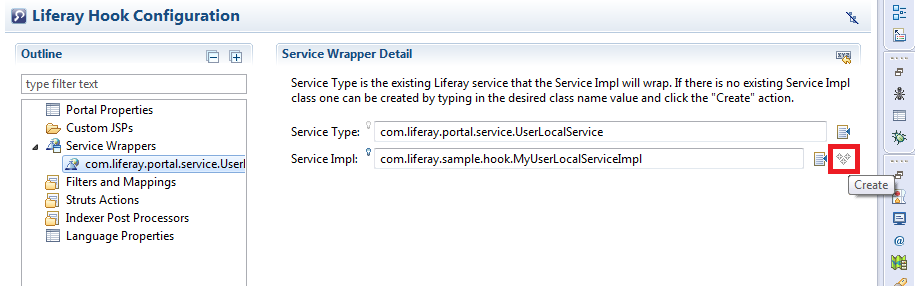 Liferay Hook Configuration
Outline
type filter text
Portal Properties
Custom JSPs
Service Wrappers
com.liferay.portal.service.Userl
Filters and Mappings
Struts Actions
Indexer Post Processors
Language Properties
Service Wrapper Detail
Service Type is the existing Liferay service that the Service Impl will wrap. If there is no existing Service Impl
class one can be created by typing in the desired class name value and click the "Create" action.
Service Type: com.liferay.portal.service.UserLocalService
Service Impl: com.liferay.sample.hook.MyUserLocalServiceImpl
Create